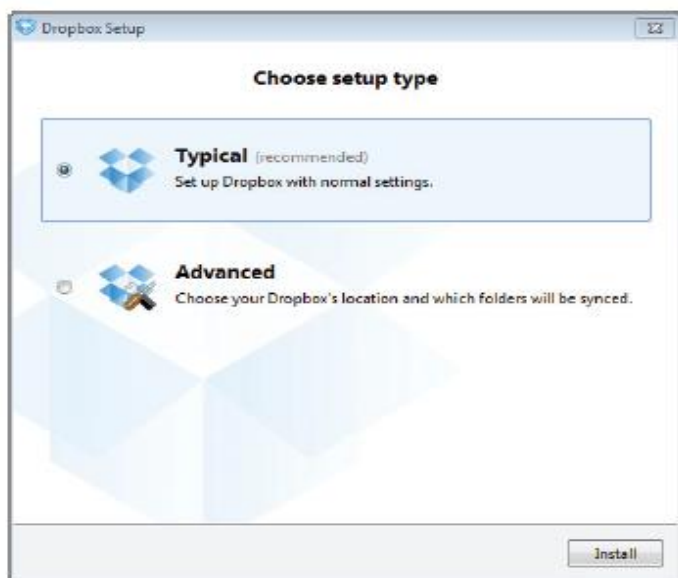 Dropbox Setup
Choose setup type
Typical (recommended)
Set up Dropbox with normal settings.
Advanced
Choose your Dropbox's location and which folders will be synced.
Install